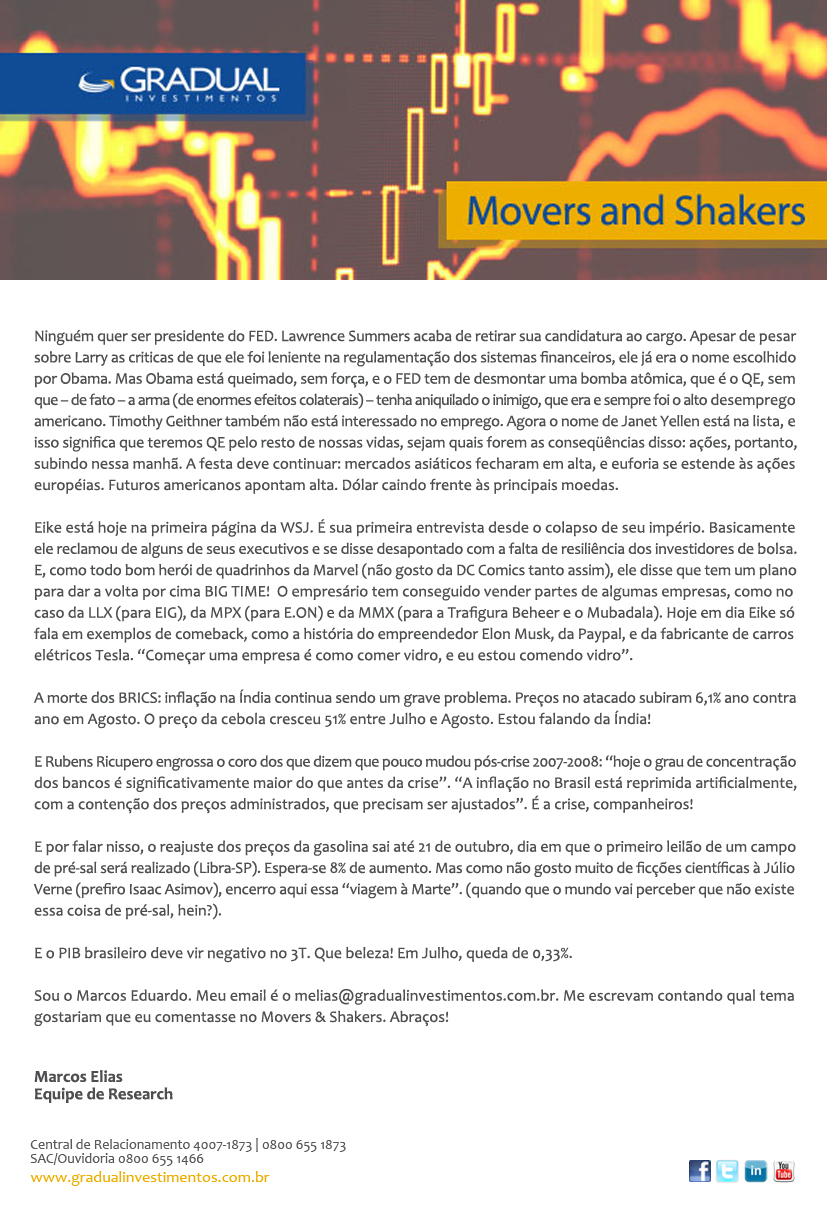 GRADUAL
INVESTIMENTOS
Movers and Shakers
Ninguém quer ser presidente do FED. Lawrence Summers acaba de retirar sua candidatura ao cargo. Apesar de pesar
sobre Larry as criticas de que ele foi leniente na regulamentação dos sistemas financeiros, ele já era o nome escolhido
por Obama. Mas Obama está queimado, sem força, e o FED tem de desmontar uma bomba atômica, que é o QE, sem
que – de fato – a arma (de enormes efeitos colaterais) – tenha aniquilado o inimigo, que era e sempre foi o alto desemprego
americano. Timothy Geithner também não está interessado no emprego. Agora o nome de Janet Yellen está na lista, e
isso significa que teremos QE pelo resto de nossas vidas, sejam quais forem as conseqüências disso: ações, portanto,
subindo nessa manhã. A festa deve continuar: mercados asiáticos fecharam em alta, e euforia se estende às ações
européias. Futuros americanos apontam alta. Dólar caindo frente às principais moedas.
Eike está hoje na primeira página da WSJ. É sua primeira entrevista desde o colapso de seu império. Basicamente
ele reclamou de alguns de seus executivos e se disse desapontado com a falta de resiliência dos investidores de bolsa.
E, como todo bom herói de quadrinhos da Marvel (não gosto da DC Comics tanto assim), ele disse que tem um plano
para dar a volta por cima BIG TIME! O empresário tem conseguido vender partes de algumas empresas, como no
caso da LLX (para EIG), da MPX (para E.ON) e da MMX (para a Trafigura Beheer e o Mubadala). Hoje em dia Eike só
fala em exemplos de comeback, como a história do empreendedor Elon Musk, da Paypal, e da fabricante de carros
elétricos Tesla. “Começar uma empresa é como comer vidro, e eu estou comendo vidro”.
A morte dos BRICS: inflação na Índia continua sendo um grave problema. Preços no atacado subiram 6,1% ano contra
ano em Agosto. O preço da cebola cresceu 51% entre Julho e Agosto. Estou falando da Índia!
E Rubens Ricupero engrossa o coro dos que dizem que pouco mudou pós-crise 2007-2008: “hoje o grau de concentração
dos bancos é significativamente maior do que antes da crise”. “A inflação no Brasil está reprimida artificialmente,
com a contenção dos preços administrados, que precisam ser ajustados”. É a crise, companheiros!
E por falar nisso, o reajuste dos preços da gasolina sai até 21 de outubro, dia em que o primeiro leilão de um campo
de pré-sal será realizado (Libra-SP). Espera-se 8% de aumento. Mas como não gosto muito de ficções científicas à Júlio
Verne (prefiro Isaac Asimov), encerro aqui essa “viagem à Marte”. (quando que o mundo vai perceber que não existe
essa coisa de pré-sal, hein?).
E o PIB brasileiro deve vir negativo no 3T. Que beleza! Em Julho, queda de 0,33%.
Sou o Marcos Eduardo. Meu email é o melias@gradualinvestimentos.com.br. Me escrevam contando qual tema
gostariam que eu comentasse no Movers & Shakers. Abraços!
Marcos Elias
Equipe de Research
Central de Relacionamento 4007-1873 | 0800 655 1873
SAC/Ouvidoria 0800 655 1466
www.gradualinvestimentos.com.br
f t in You Tube